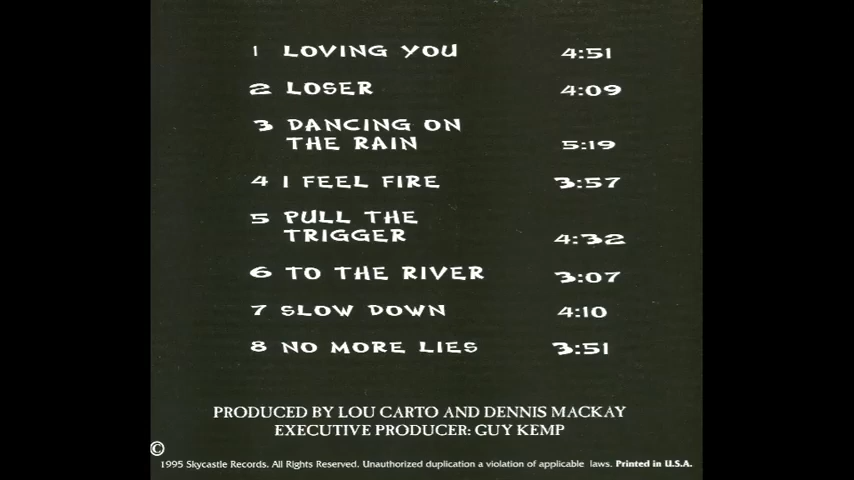 1 LOVING YOU 4:51
2 LOSER 4:09
3 DANCING ON
THE RAIN 5:19
4 I FEEL FIRE 3:57
5 PULL THE
TRIGGER 4:32
6 TO THE RIVER 3:07
7 SLOW DOWN 4:10
8 NO MORE LIES 3:51
PRODUCED BY LOU CARTO AND DENNIS MACKAY
EXECUTIVE PRODUCER: GUY KEMP
©
1995 Skycastle Records. All Rights Reserved. Unauthorized duplication a violation of applicable laws. Printed in U.S.A.